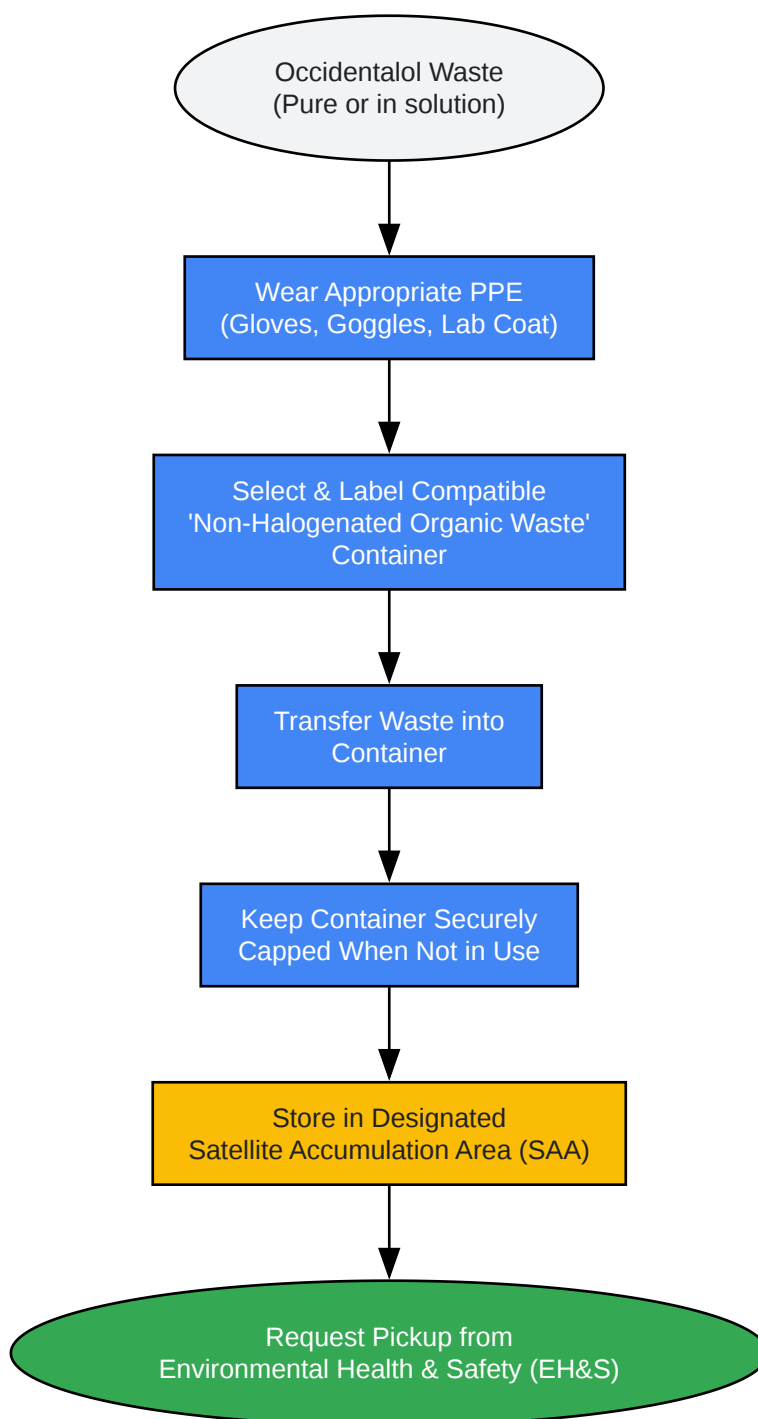 Occidentalol Waste
(Pure or in solution)
Wear Appropriate PPE
(Gloves, Goggles, Lab Coat)
Select & Label Compatible
'Non-Halogenated Organic Waste'
Container
Transfer Waste into
Container
Keep Container Securely
Capped When Not in Use
Store in Designated
Satellite Accumulation Area (SAA)
Request Pickup from
Environmental Health & Safety (EH&S)